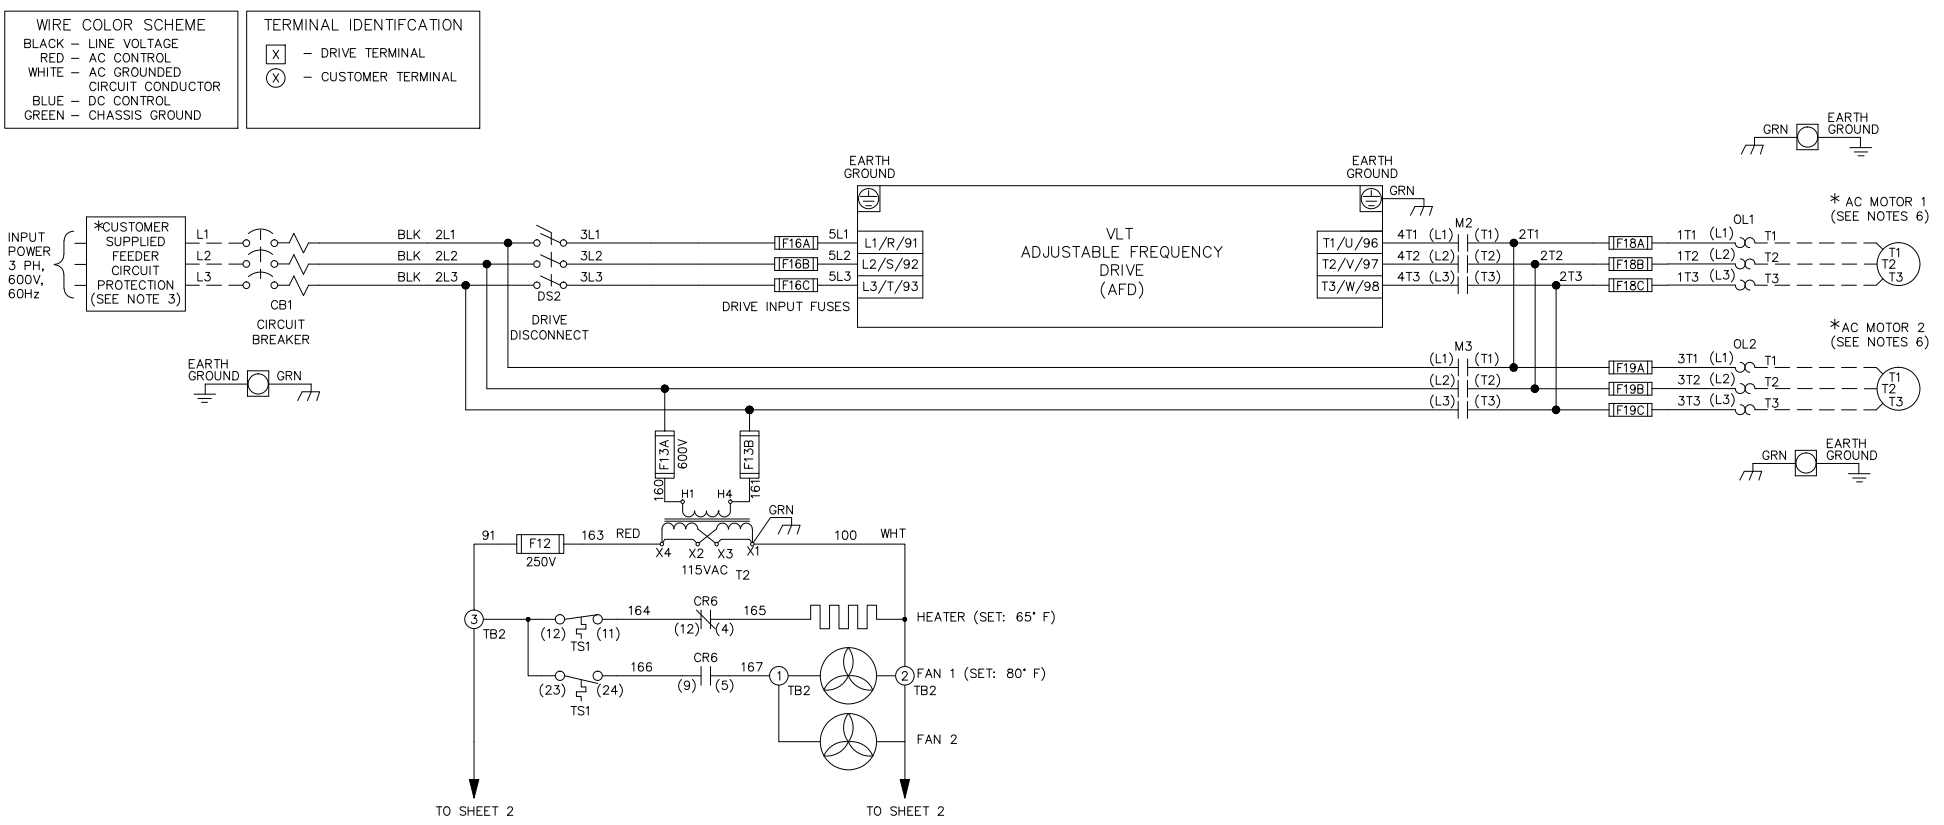 WIRE COLOR SCHEME
BLACK – LINE VOLTAGE
RED – AC CONTROL
WHITE – AC GROUNDED
CIRCUIT CONDUCTOR
BLUE – DC CONTROL
GREEN – CHASSIS GROUND
TERMINAL IDENTIFCATION
X – DRIVE TERMINAL
X – CUSTOMER TERMINAL
INPUT
POWER
3 PH,
600V,
60Hz
*CUSTOMER
SUPPLIED
FEEDER
CIRCUIT
PROTECTION
(SEE NOTE 3)
L1
L2
L3
CB1
CIRCUIT
BREAKER
BLK 2L1
BLK 2L2
BLK 2L3
DS2
DRIVE
DISCONNECT
3L1
3L2
3L3
F16A
F16B
F16C
DRIVE INPUT FUSES
5L1
5L2
5L3
EARTH
GROUND
L1/R/91
L2/S/92
L3/T/93
VLT
ADJUSTABLE FREQUENCY
DRIVE
(AFD)
EARTH
GROUND
GRN
T1/U/96
T2/V/97
T3/W/98
4T1 (L1)
4T2 (L2)
4T3 (L3)
M2
(T1) 2T1
(T2) 2T2
(T3) 2T3
F18A
F18B
F18C
1T1 (L1)
1T2 (L2)
1T3 (L3)
OL1
T1
T2
T3
GRN
EARTH
GROUND
* AC MOTOR 1
(SEE NOTES 6)
T1
T2
T3
M3
(L1) (T1)
(L2) (T2)
(L3) (T3)
F19A
F19B
F19C
3T1 (L1)
3T2 (L2)
3T3 (L3)
OL2
T1
T2
T3
*AC MOTOR 2
(SEE NOTES 6)
T1
T2
T3
GRN
EARTH
GROUND
EARTH
GROUND
GRN
F13A
600V
F13B
160
161
H1 H4
GRN
91
F12
250V
163 RED
X4 X2 X3 X1
115VAC T2
100 WHT
3
TB2
(12) (11)
TS1
164
CR6
(12) (4)
165
HEATER (SET: 65° F)
(23) (24)
TS1
166
CR6
(9) (5)
167
1
TB2
2
TB2
FAN 1 (SET: 80° F)
FAN 2
TO SHEET 2
TO SHEET 2